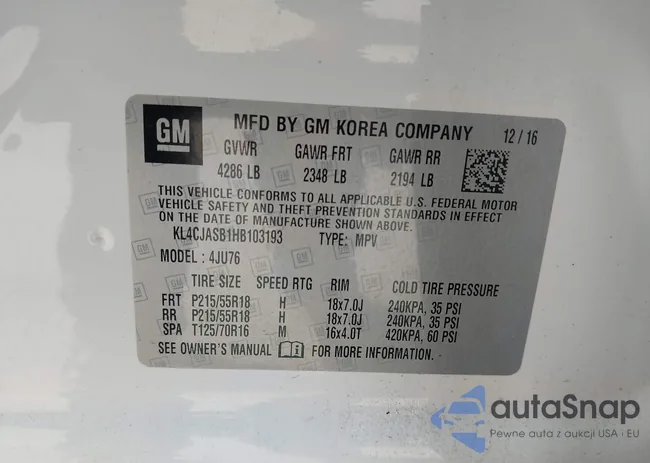 GM
MFD BY GM KOREA COMPANY 12/16
GVWR GAWR FRT GAWR RR
4286 LB 2348 LB 2194 LB
THIS VEHICLE CONFORMS TO ALL APPLICABLE U.S. FEDERAL MOTOR
VEHICLE SAFETY AND THEFT PREVENTION STANDARDS IN EFFECT
ON THE DATE OF MANUFACTURE SHOWN ABOVE.
KL4CJASB1HB103193 TYPE: MPV
MODEL : 4JU76
TIRE SIZE SPEED RTG RIM COLD TIRE PRESSURE
FRT P215/55R18 H 18x7.0J 240KPA, 35 PSI
RR P215/55R18 H 18x7.0J 240KPA, 35 PSI
SPA T125/70R16 M 16x4.0T 420KPA, 60 PSI
SEE OWNER'S MANUAL FOR MORE INFORMATION.
autoSnap
Pewne auta z aukcji USA · EU